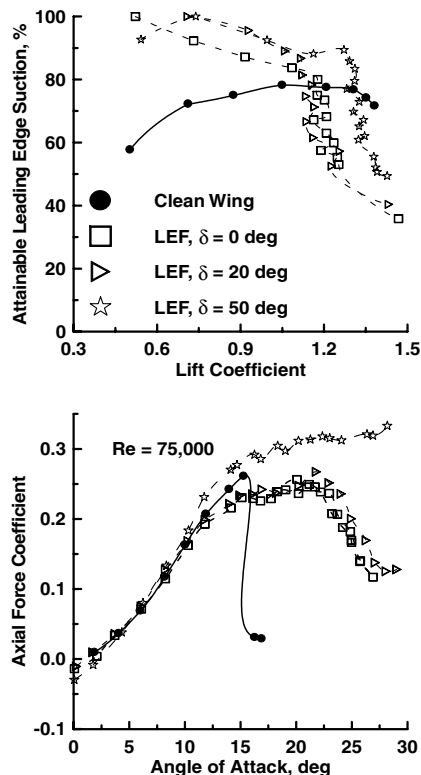 Attainable Leading Edge Suction, %
100
80
60
40
20
0
Clean Wing
LEF, δ = 0 deg
LEF, δ = 20 deg
LEF, δ = 50 deg
0.3 0.6 0.9 1.2 1.5
Lift Coefficient
Axial Force Coefficient
0.3
0.2
0.1
0.0
-0.1
Re = 75,000
0 5 10 15 20 25 30
Angle of Attack, deg